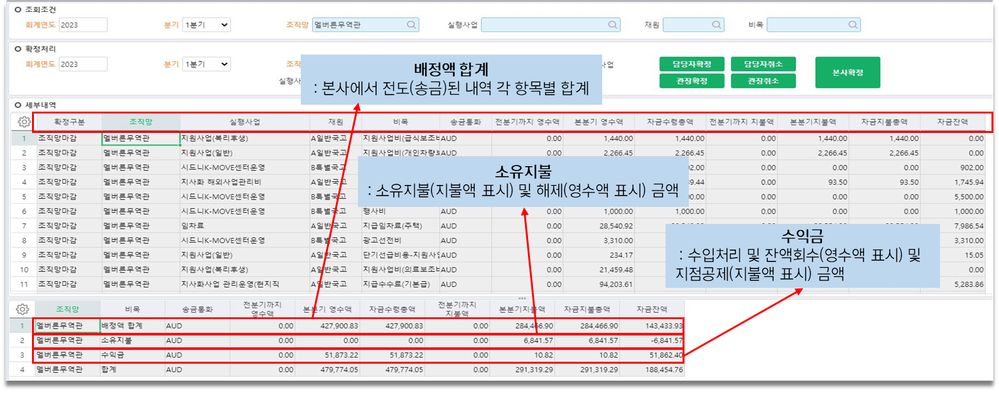 조회조건
회계연도 2023 분기 1분기 조직망 멜버른무역관 실행사업 재원 비목
확정처리
회계연도 2023 분기 1분기 조직 사업 담당자확정 담당자취소 본사확정
실행사 관장확정 관장취소
배정액 합계
: 본사에서 전도(송금)된 내역 각 항목별 합계
세부내역
확정구분 조직망 실행사업 재원 비목 송금통화 전분기까지 영수액 본분기 영수액 자금수령총액 전분기까지 지불액 본분기지불액 자금지불총액 자금잔액
1 조직망마감 멜버른무역관 지원사업(복리후생) A일반국고 지원사업비(급식보조비 AUD 0.00 1,440.00 1,440.00 0.00 1,440.00 1,440.00 0.00
2 조직망마감 멜버른무역관 지원사업(일반) A일반국고 지원사업비(개인차량보 AUD 0.00 2,266.45 2,266.45 0.00 2,266.45 2,266.45 0.00
3 조직망마감 멜버른무역관 시드니K-MOVE센터운영 B특별국고 02.00 0.00 0.00 0.00 902.00
4 조직망마감 멜버른무역관 지사화 해외사업관리비 A일반국고 39.44 0.00 93.50 93.50 1,745.94
5 조직망마감 멜버른무역관 시드니K-MOVE센터운영 B특별국고 00.00 0.00 0.00 0.00 5,500.00
6 조직망마감 멜버른무역관 시드니K-MOVE센터운영 B특별국고 행사비 AUD 0.00 1,000.00 1,000.00 0.00 0.00 0.00 1,000.00
7 조직망마감 멜버른무역관 임차료 A일반국고 지급임차료(주택) AUD 0.00 28,540.92 7,986.54
8 조직망마감 멜버른무역관 시드니K-MOVE센터운영 B특별국고 광고선전비 AUD 0.00 3,310.00 3,310.00
9 조직망마감 멜버른무역관 지원사업(일반) A일반국고 단기선급비용-지원사업 AUD 0.00 234.17 15.05
10 조직망마감 멜버른무역관 지원사업(복리후생) A일반국고 지원사업비(의료보조비 AUD 0.00 21,459.48 0.00
11 조직망마감 멜버른무역관 지사화사업 관리운영(현지직 A일반국고 지급수수료(기본급) AUD 0.00 94,203.61 5,283.86
소유지불
: 소유지불(지불액 표시) 및 해제(영수액 표시) 금액
수익금
: 수입처리 및 잔액회수(영수액 표시) 및
지점공제(지불액 표시) 금액
조직망 비목 송금통화 전분기까지 영수액 본분기 영수액 자금수령총액 전분기까지 지불액 본분기지불액 자금지불총액 자금잔액
1 멜버른무역관 배정액 합계 AUD 0.00 427,900.83 427,900.83 0.00 284,466.90 284,466.90 143,433.93
2 멜버른무역관 소유지불 AUD 0.00 0.00 0.00 0.00 6,841.57 6,841.57 -6,841.57
3 멜버른무역관 수익금 AUD 0.00 51,873.22 51,873.22 0.00 10.82 10.82 51,862.40
4 멜버른무역관 합계 AUD 0.00 479,774.05 479,774.05 0.00 291,319.29 291,319.29 188,454.76